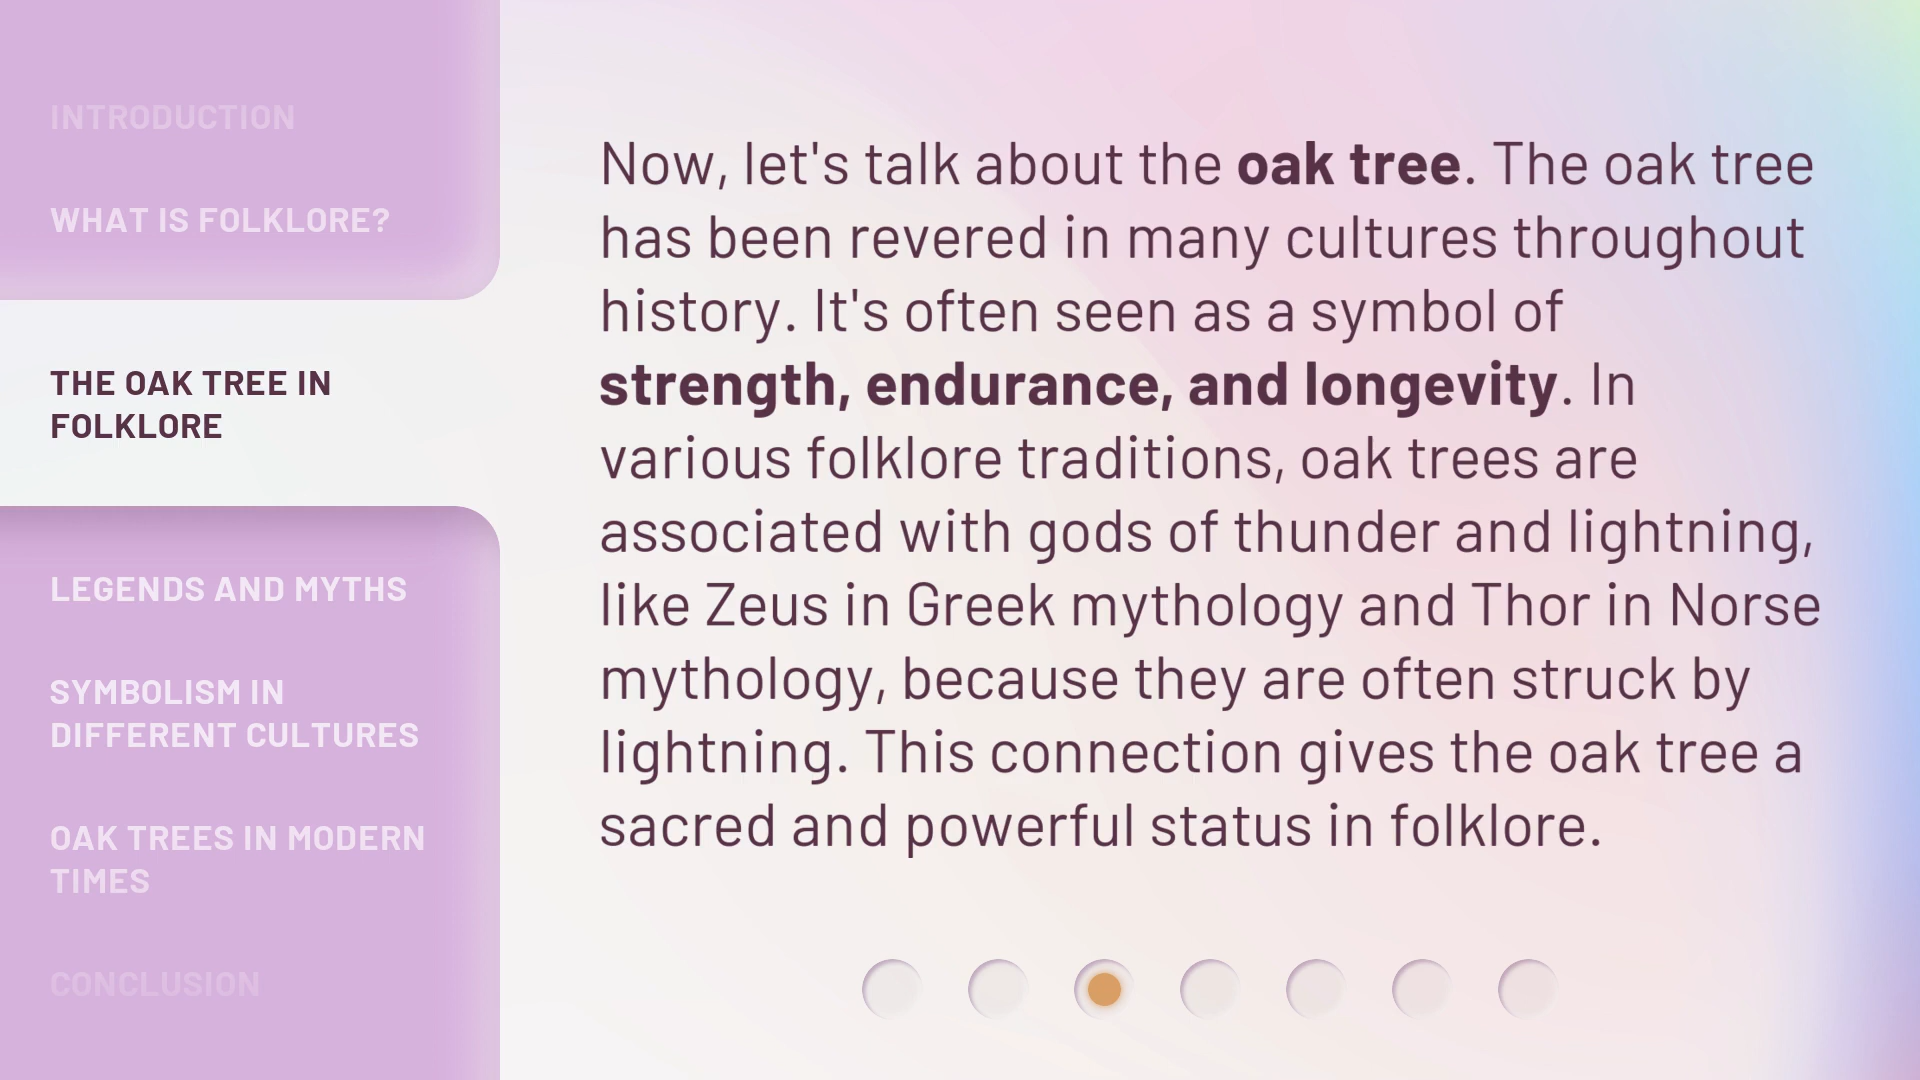 INTRODUCTION
WHAT IS FOLKLORE?
THE OAK TREE IN
FOLKLORE
LEGENDS AND MYTHS
SYMBOLISM IN
DIFFERENT CULTURES
OAK TREES IN MODERN
TIMES
CONCLUSION
Now, let's talk about the oak tree. The oak tree
has been revered in many cultures throughout
history. It's often seen as a symbol of
strength, endurance, and longevity. In
various folklore traditions, oak trees are
associated with gods of thunder and lightning,
like Zeus in Greek mythology and Thor in Norse
mythology, because they are often struck by
lightning. This connection gives the oak tree a
sacred and powerful status in folklore.